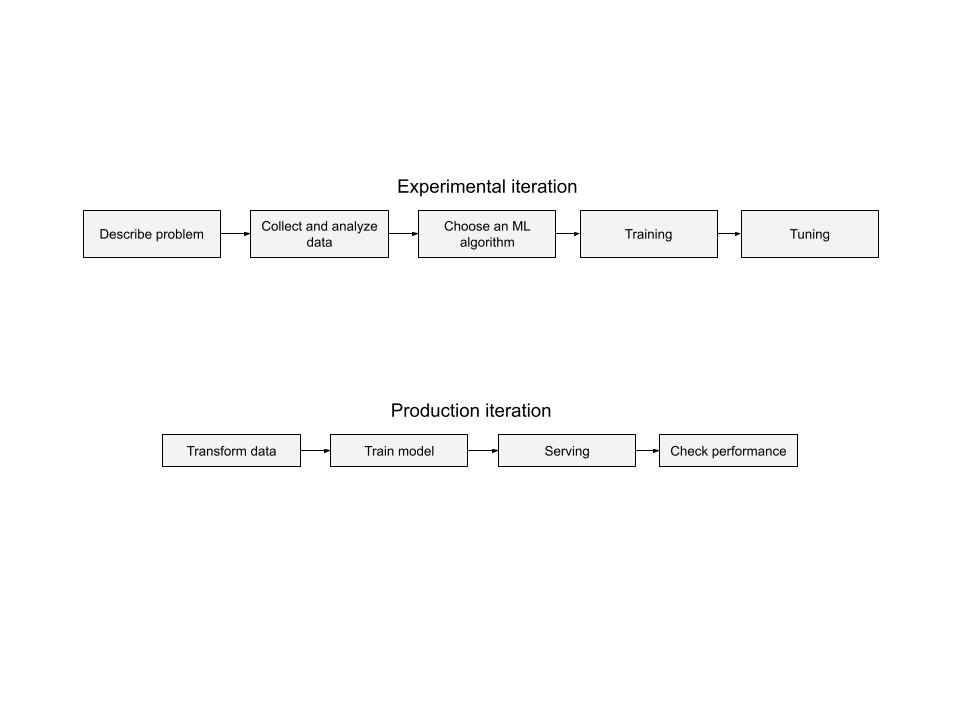 Experimental iteration
Describe problem
Collect and analyze
data
Choose an ML
algorithm
Training
Tuning
Production iteration
Transform data
Train model
Serving
Check performance